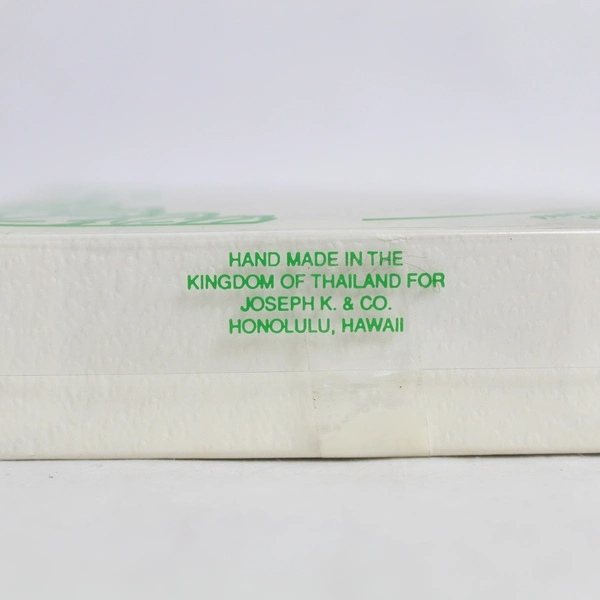 HAND MADE IN THE
KINGDOM OF THAILAND FOR
JOSEPH K. & CO.
HONOLULU, HAWAII